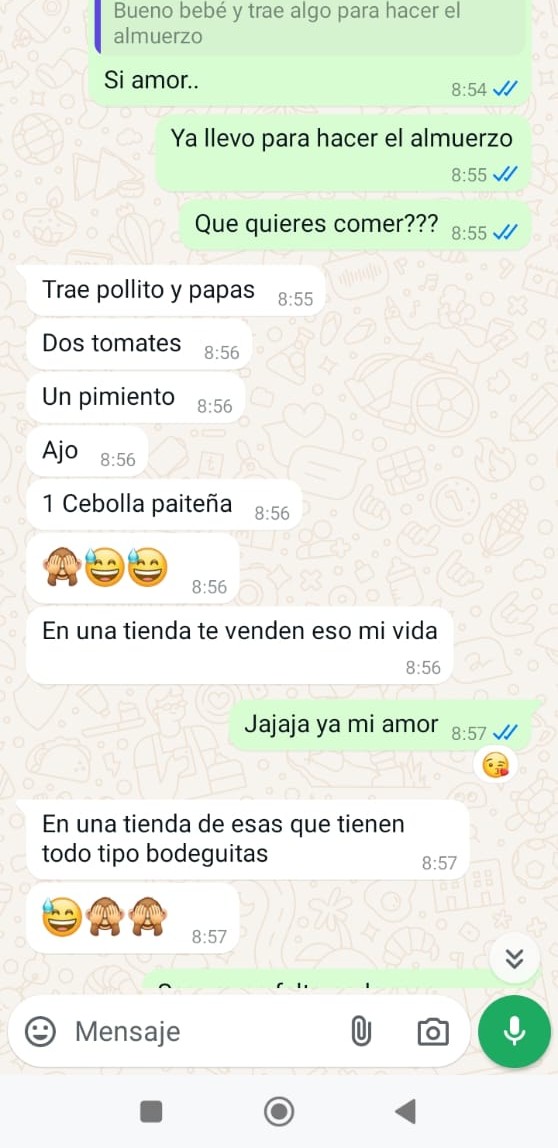 Bueno bebé y trae algo para hacer el
almuerzo
Si amor..
8:54
Ya llevo para hacer el almuerzo
8:55
Que quieres comer??? 8:55
Trae pollito y papas 8:55
Dos tomates 8:56
Un pimiento 8:56
Ajo 8:56
1 Cebolla paiteña 8:56
🙈😅😅 8:56
En una tienda te venden eso mi vida
8:56
Jajaja ya mi amor 8:57
😘
En una tienda de esas que tienen
todo tipo bodeguitas
8:57
😅🙈🙈 8:57
Mensaje